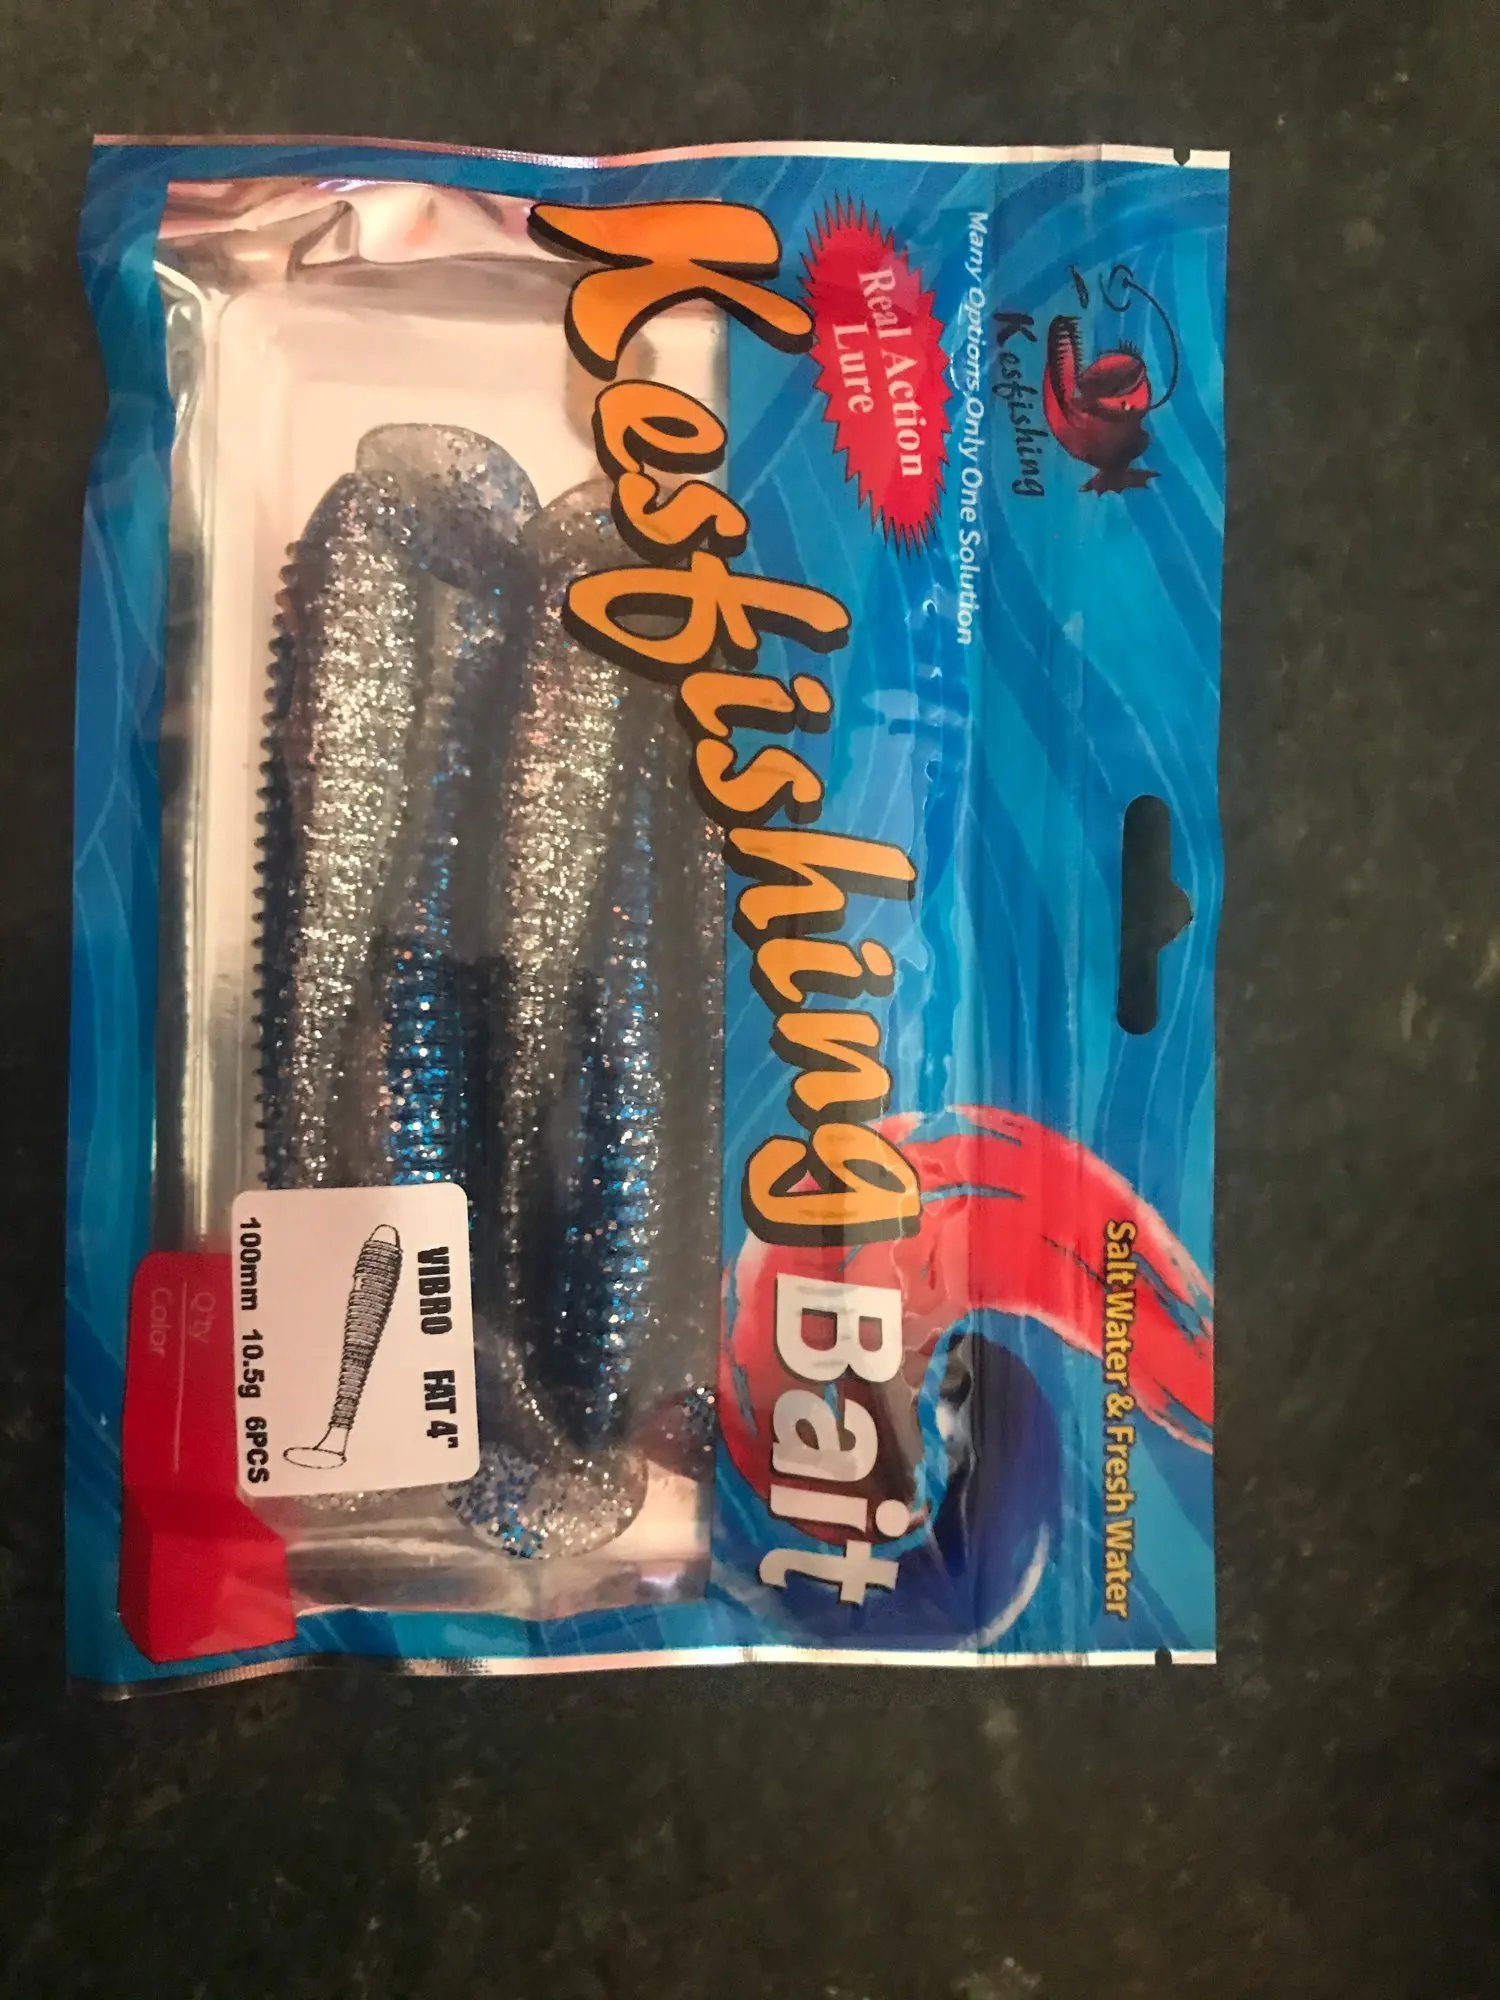 Kesfishing
Salt Water & Fresh Water
Many Options,Only One Solution
Real Action
Lure
Kesfishing Bait
VIBRO FAT 4"
100mm 10.5g 6PCS
Q'ty
Color